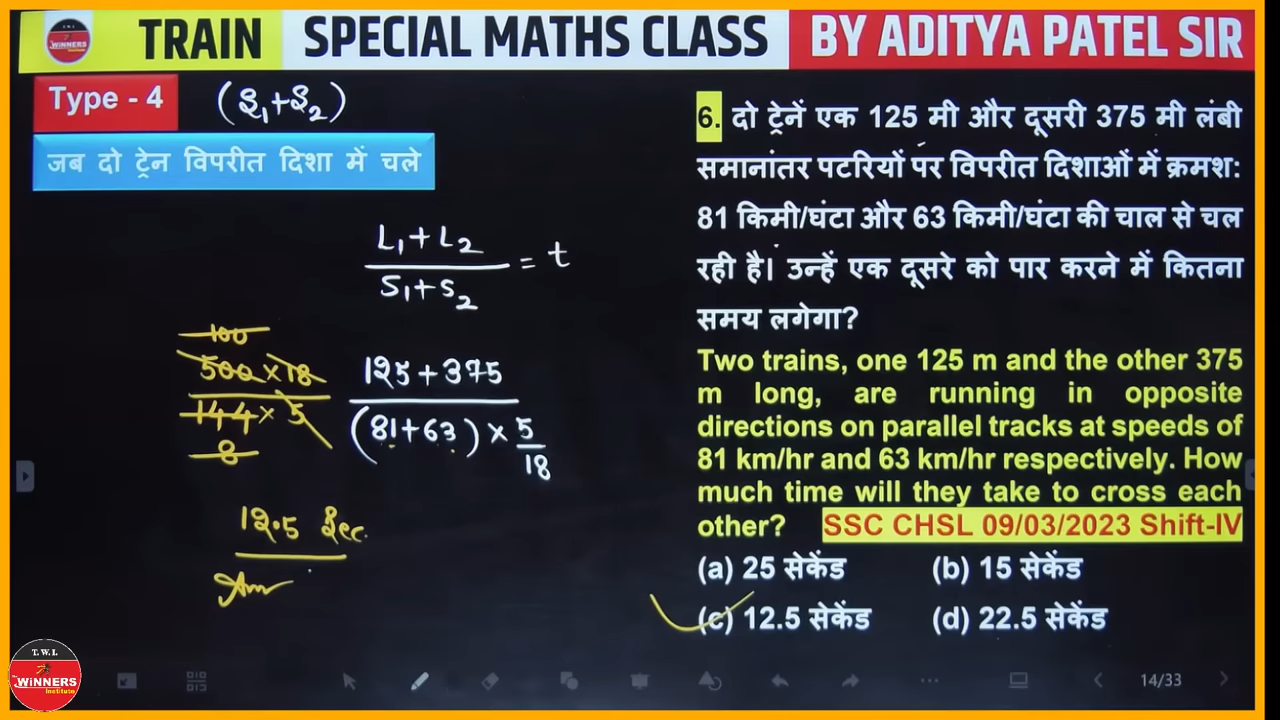 TRAIN SPECIAL MATHS CLASS BY ADITYA PATEL SIR
T.W.I.
WiNNERS
Institute
Type - 4 (S₁+S₂)
जब दो ट्रेन विपरीत दिशा में चले
L₁+L₂
S₁+S₂
= t
100
500 × 18
144 × 5
8
125 + 375
(81+63) × 5
18
12.5 Sec.
Ans
6. दो ट्रेनें एक 125 मी और दूसरी 375 मी लंबी
समानांतर पटरियों पर विपरीत दिशाओं में क्रमश:
81 किमी/घंटा और 63 किमी/घंटा की चाल से चल
रही है। उन्हें एक दूसरे को पार करने में कितना
समय लगेगा?
Two trains, one 125 m and the other 375
m long, are running in opposite
directions on parallel tracks at speeds of
81 km/hr and 63 km/hr respectively. How
much time will they take to cross each
other? SSC CHSL 09/03/2023 Shift-IV
(a) 25 सेकेंड (b) 15 सेकेंड
(c) 12.5 सेकेंड (d) 22.5 सेकेंड
T.W.I.
The
WiNNERS
Institute
14/33